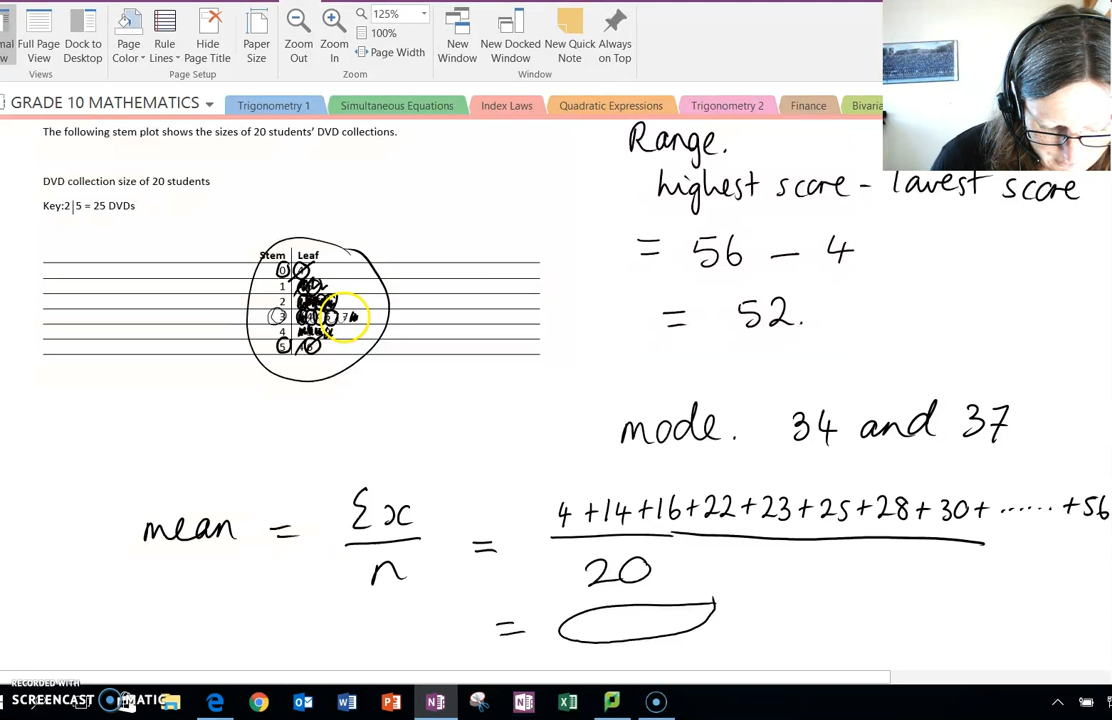 125%
100%
Page Width
Full Page View
Dock to Desktop
Page Color
Rule Lines
Hide Page Title
Paper Size
Zoom Out
Zoom In
New Window
New Docked Window
New Quick Note
Always on Top
Views
Page Setup
Zoom
Window
GRADE 10 MATHEMATICS
Trigonometry 1
Simultaneous Equations
Index Laws
Quadratic Expressions
Trigonometry 2
Finance
The following stem plot shows the sizes of 20 students' DVD collections.
DVD collection size of 20 students
Key:2|5 = 25 DVDs
Stem Leaf
0
1
2
3
4
5
Range.
highest score - lowest score
= 56 - 4
= 52.
mode. 34 and 37
mean = Σx / n = 4+14+16+22+23+25+28+30+......+56 / 20
=
RECORDED WITH
SCREENCAST MATIC